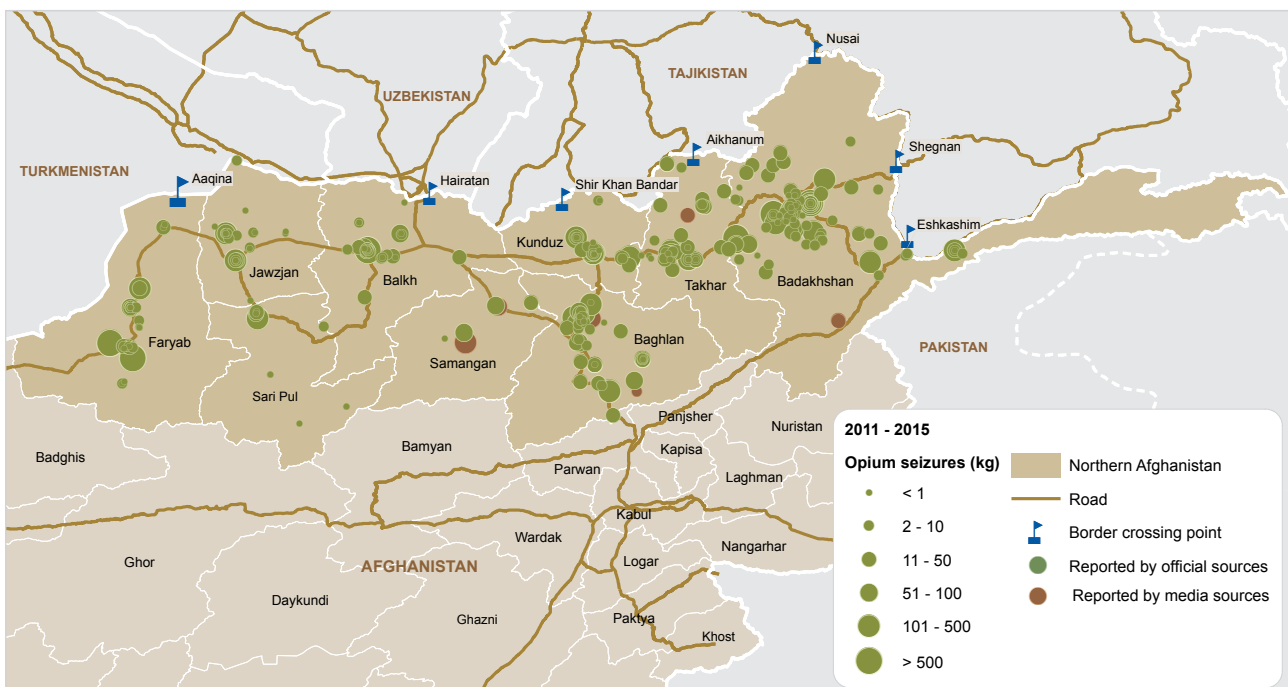 Nusai
TAJIKISTAN
UZBEKISTAN
Aikhanum
Shegnan
TURKMENISTAN
Aaqina
Hairatan
Shir Khan Bandar
Eshkashim
Kunduz
Jawzjan
Balkh
Takhar
Badakhshan
Faryab
Baghlan
Samangan
PAKISTAN
Sari Pul
Panjsher
Nuristan
Badghis
Bamyan
Kapisa
Parwan
Laghman
Kabul
Wardak
Nangarhar
Ghor
AFGHANISTAN
Logar
Daykundi
Ghazni
Paktya
Khost
2011 - 2015
Opium seizures (kg)
< 1
2 - 10
11 - 50
51 - 100
101 - 500
> 500
Northern Afghanistan
Road
Border crossing point
Reported by official sources
Reported by media sources